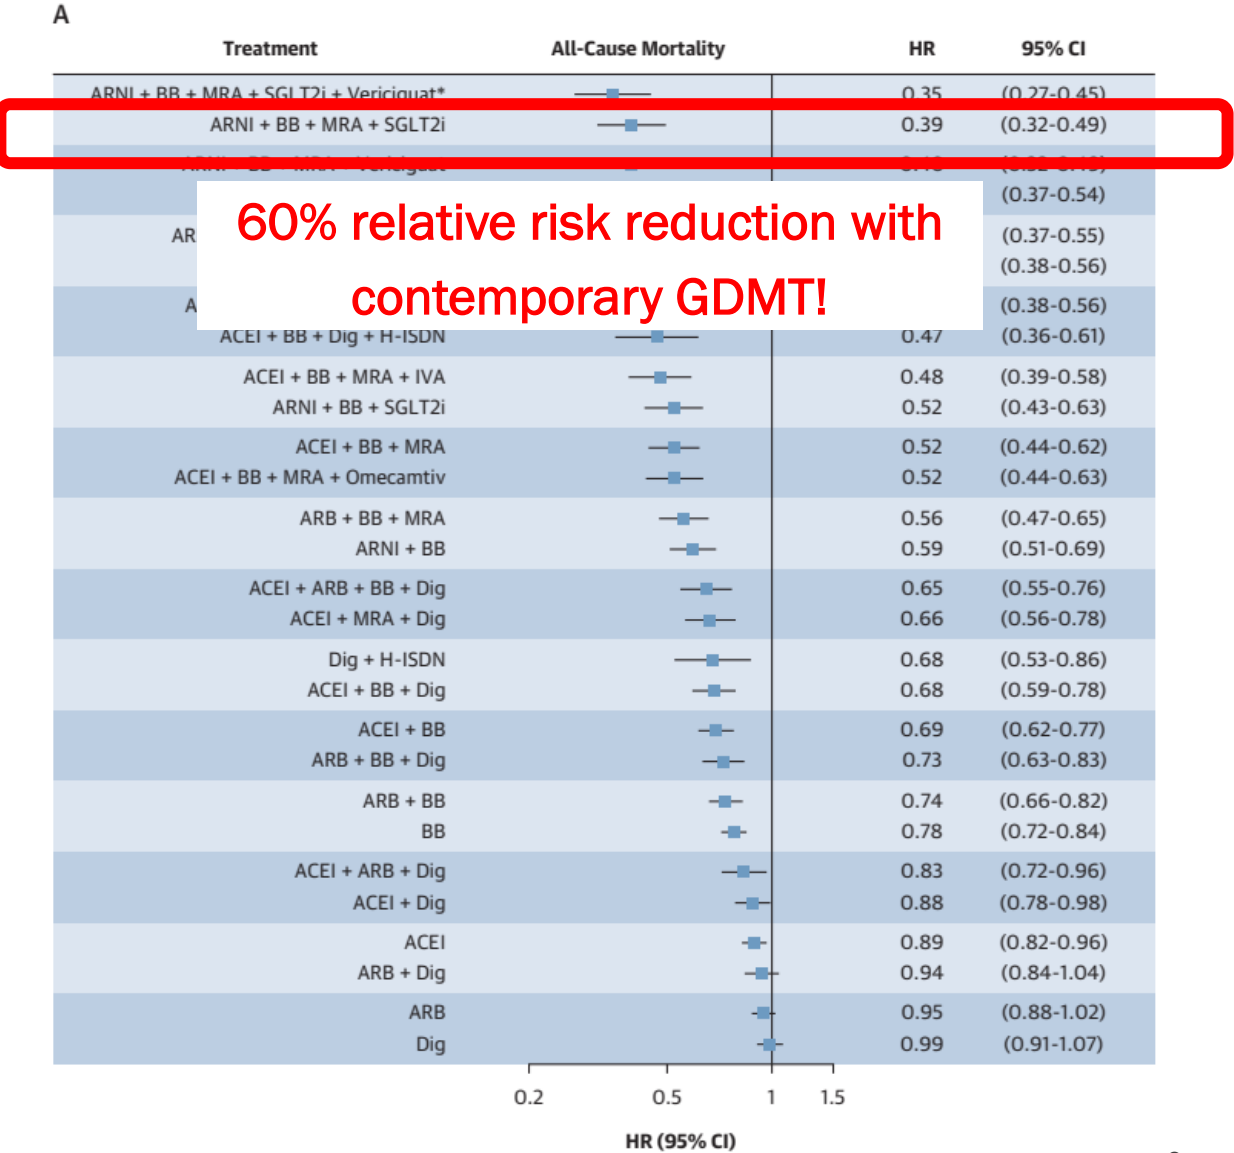 A
Treatment All-Cause Mortality HR 95% CI
ARNI + BB + MRA + SGLT2i + Vericiguat* 0.35 (0.27-0.45)
ARNI + BB + MRA + SGLT2i 0.39 (0.32-0.49)
(0.37-0.54)
60% relative risk reduction with
contemporary GDMT!
AR (0.37-0.55)
(0.38-0.56)
A (0.38-0.56)
ACEI + BB + Dig + H-ISDN 0.47 (0.36-0.61)
ACEI + BB + MRA + IVA 0.48 (0.39-0.58)
ARNI + BB + SGLT2i 0.52 (0.43-0.63)
ACEI + BB + MRA 0.52 (0.44-0.62)
ACEI + BB + MRA + Omecamtiv 0.52 (0.44-0.63)
ARB + BB + MRA 0.56 (0.47-0.65)
ARNI + BB 0.59 (0.51-0.69)
ACEI + ARB + BB + Dig 0.65 (0.55-0.76)
ACEI + MRA + Dig 0.66 (0.56-0.78)
Dig + H-ISDN 0.68 (0.53-0.86)
ACEI + BB + Dig 0.68 (0.59-0.78)
ACEI + BB 0.69 (0.62-0.77)
ARB + BB + Dig 0.73 (0.63-0.83)
ARB + BB 0.74 (0.66-0.82)
BB 0.78 (0.72-0.84)
ACEI + ARB + Dig 0.83 (0.72-0.96)
ACEI + Dig 0.88 (0.78-0.98)
ACEI 0.89 (0.82-0.96)
ARB + Dig 0.94 (0.84-1.04)
ARB 0.95 (0.88-1.02)
Dig 0.99 (0.91-1.07)
0.2 0.5 1 1.5
HR (95% CI)